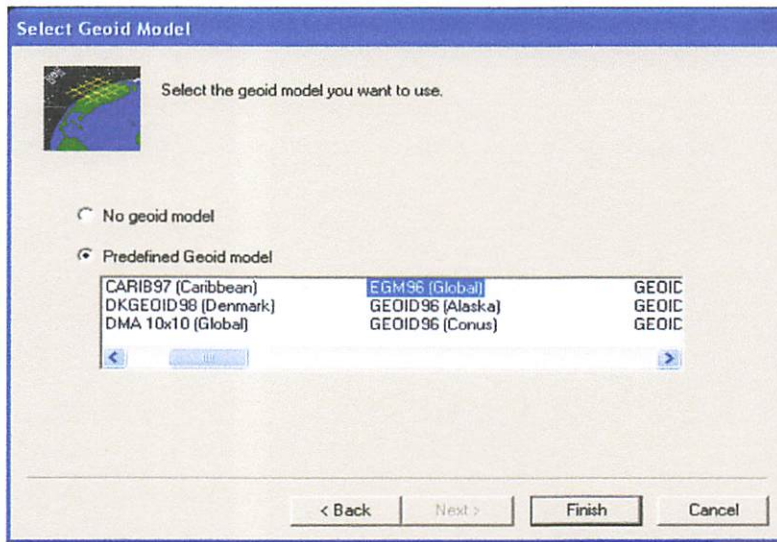 Select Geoid Model
Select the geoid model you want to use.
No geoid model
Predefined Geoid model
CARIB97 (Caribbean) EGM96 (Global) GEOID
DKGEOID98 (Denmark) GEOID96 (Alaska) GEOID
DMA 10x10 (Global) GEOID96 (Conus) GEOID
< Back Next > Finish Cancel